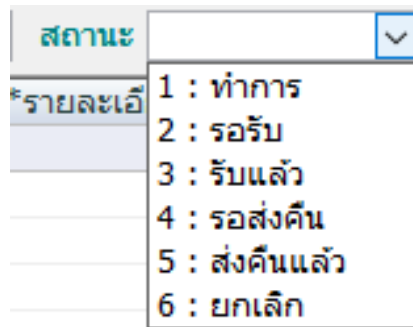 สถานะ
*รายละเอี
1 : ทำการ
2 : รอรับ
3 : รับแล้ว
4 : รอส่งคืน
5 : ส่งคืนแล้ว
6 : ยกเลิก